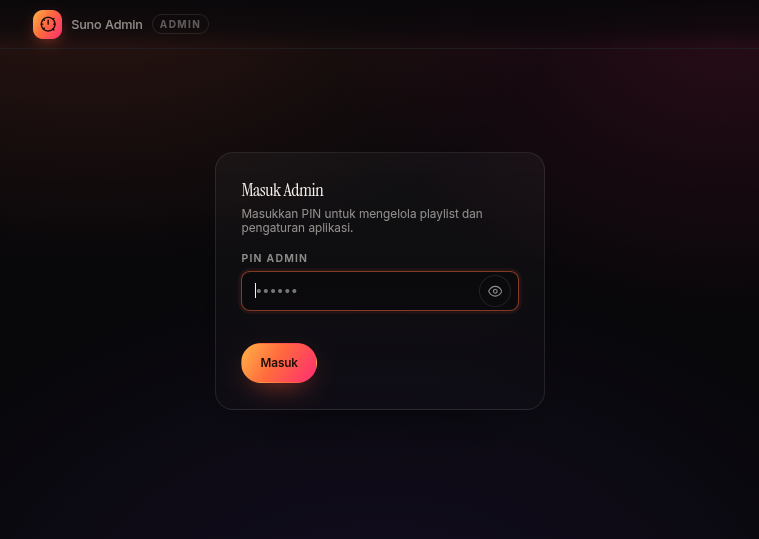 Suno Admin ADMIN
Masuk Admin
Masukkan PIN untuk mengelola playlist dan
pengaturan aplikasi.
PIN ADMIN
••••••
Masuk